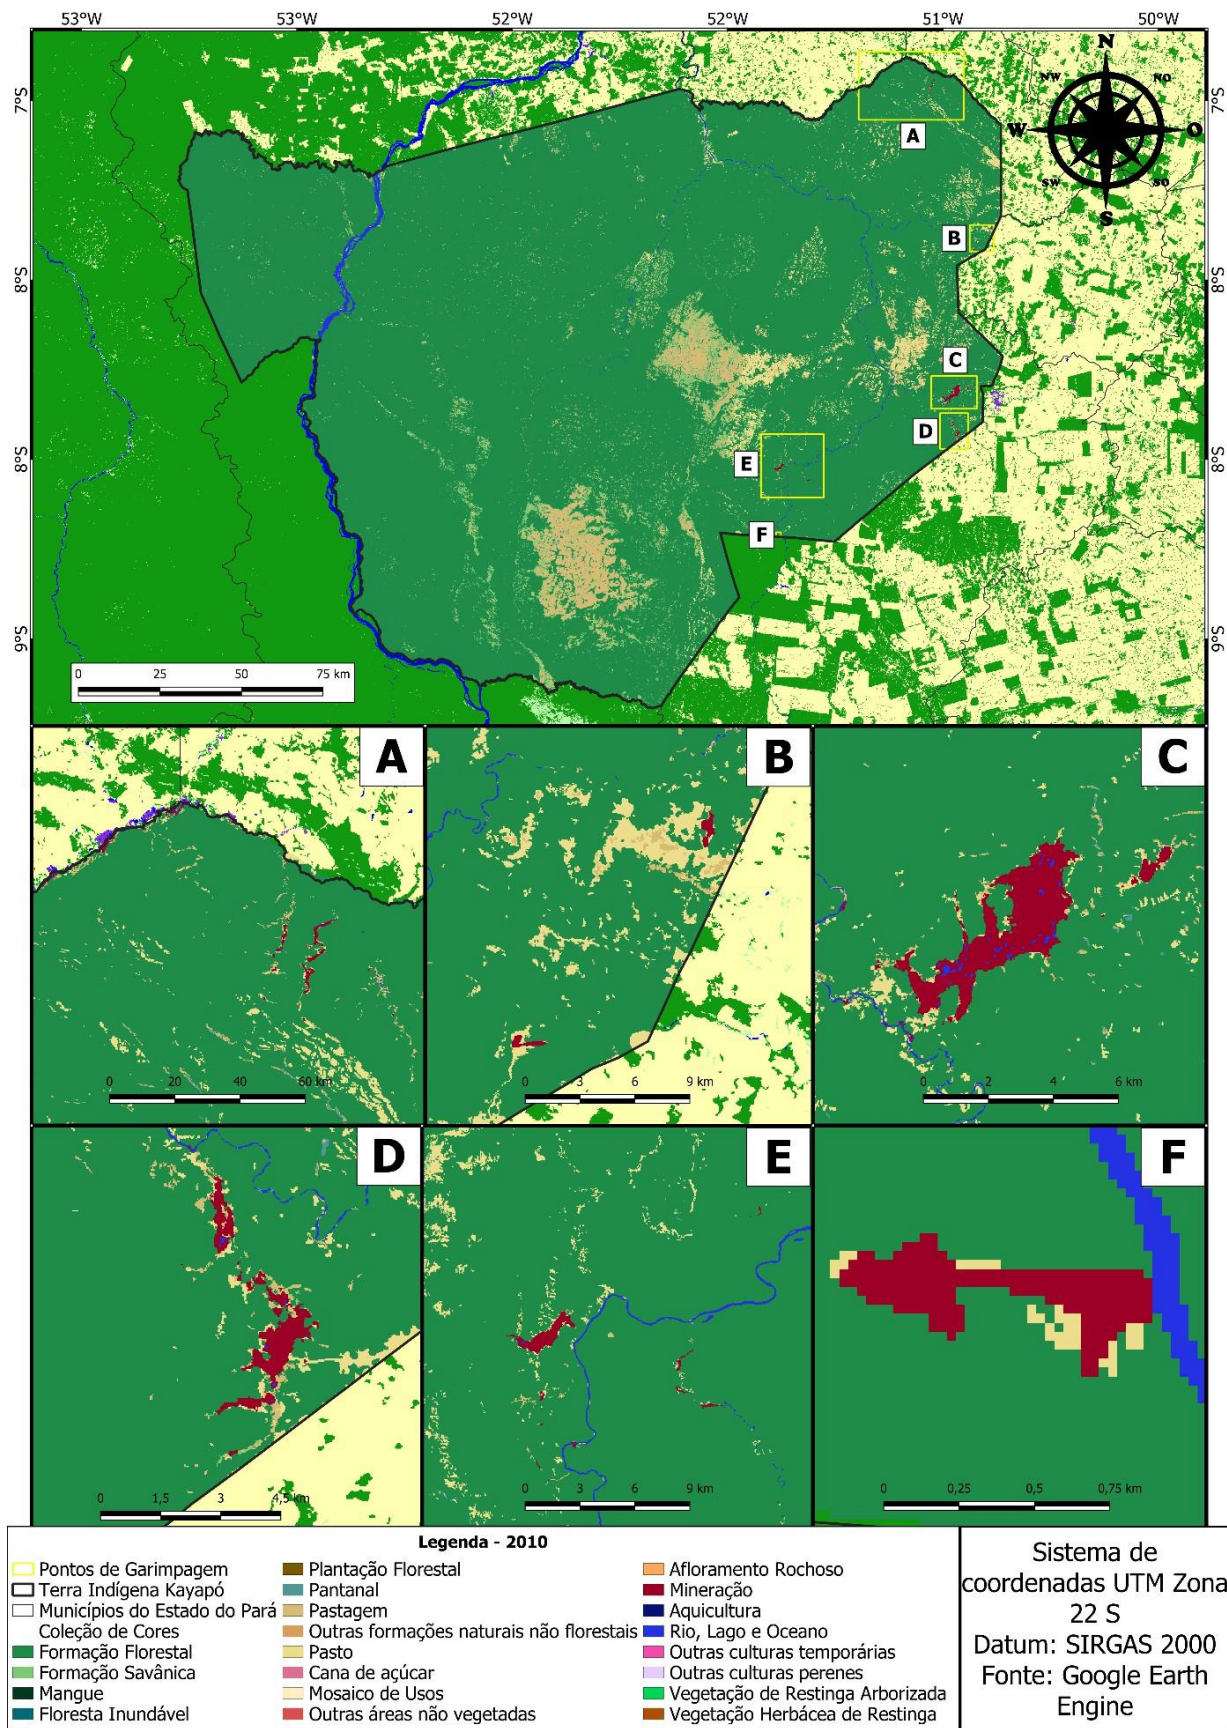 53°W 53°W 52°W 52°W 51°W 50°W
N
NW NO
7°S 7°S
W O
A
SW SO
S
B
8°S 8°S
C
D
8°S 8°S
E
F
9°S 9°S
0 25 50 75 km
A
0 20 40 60 km
B
0 3 6 9 km
C
0 2 4 6 km
D
0 1,5 3 4,5 km
E
0 3 6 9 km
F
0 0,25 0,5 0,75 km
Legenda - 2010
Pontos de Garimpagem
Terra Indígena Kayapó
Municípios do Estado do Pará
Coleção de Cores
Formação Florestal
Formação Savânica
Mangue
Floresta Inundável
Plantação Florestal
Pantanal
Pastagem
Outras formações naturais não florestais
Pasto
Cana de açúcar
Mosaico de Usos
Outras áreas não vegetadas
Afloramento Rochoso
Mineração
Aquicultura
Rio, Lago e Oceano
Outras culturas temporárias
Outras culturas perenes
Vegetação de Restinga Arborizada
Vegetação Herbácea de Restinga
Sistema de
coordenadas UTM Zona
22 S
Datum: SIRGAS 2000
Fonte: Google Earth
Engine